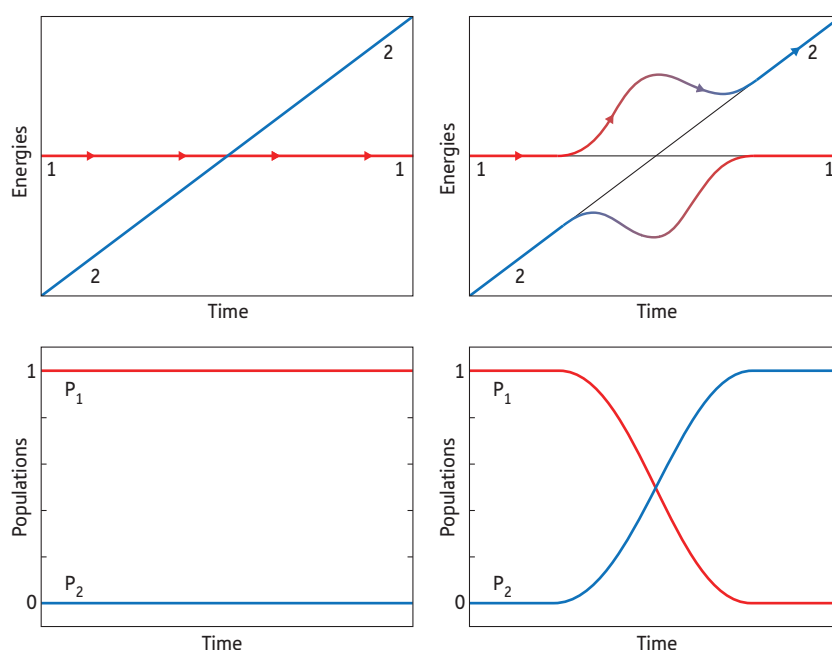 2
2
Energies
Energies
1
1
1
1
2
2
Time
Time
1
P1
1
P1
Populations
Populations
P2
P2
0
0
Time
Time